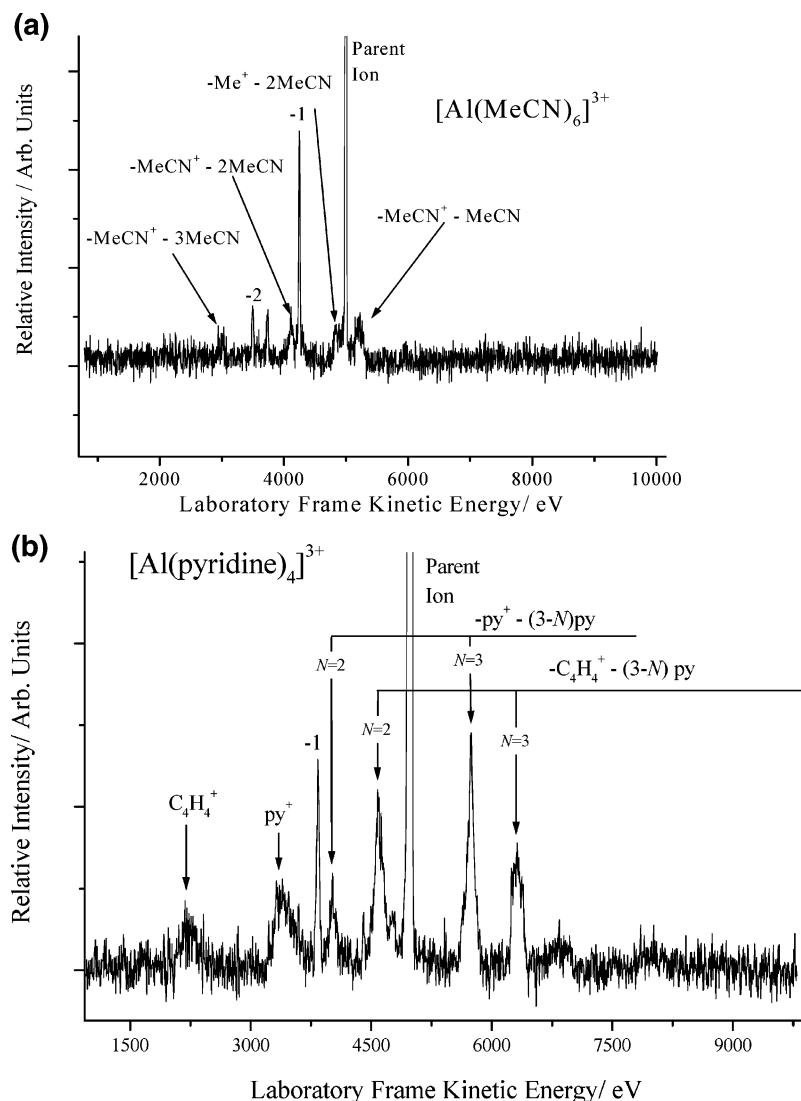 (a)
Parent
Ion
-Me⁺ - 2MeCN
[Al(MeCN)₆]³⁺
-1
-MeCN⁺ - 2MeCN
-MeCN⁺ - MeCN
-MeCN⁺ - 3MeCN
-2
Relative Intensity / Arb. Units
2000 4000 6000 8000 10000
Laboratory Frame Kinetic Energy/ eV
(b)
[Al(pyridine)₄]³⁺
Parent
Ion
-py⁺ - (3-N)py
N=2
N=3
-C₄H₄⁺ - (3-N) py
N=2
N=3
-1
C₄H₄⁺
py⁺
Relative Intensity/ Arb. Units
1500 3000 4500 6000 7500 9000
Laboratory Frame Kinetic Energy/ eV